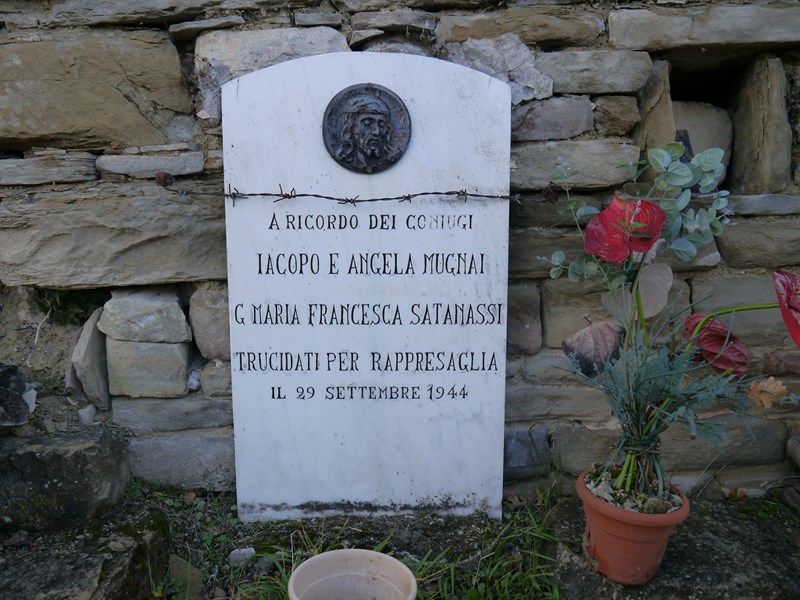 A RICORDO DEI CONIUGI
IACOPO E ANGELA MUGNAI
G MARIA FRANCESCA SATANASSI
TRUCIDATI PER RAPPRESAGLIA
IL 29 SETTEMBRE 1944